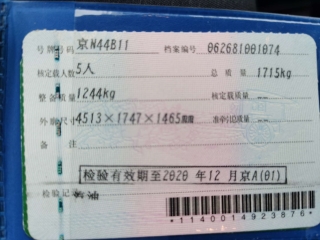 号牌号码 京N44B11 档案编号 062681001074
核定载人数 5人 总质量 1715kg
整备质量 1244kg 核定载质量 --
外廓尺寸 4513×1747×1465 准牵引总质量 --
备注
检验有效期至2020 年12 月京A(01)
检验记录 油
*1140014923876*